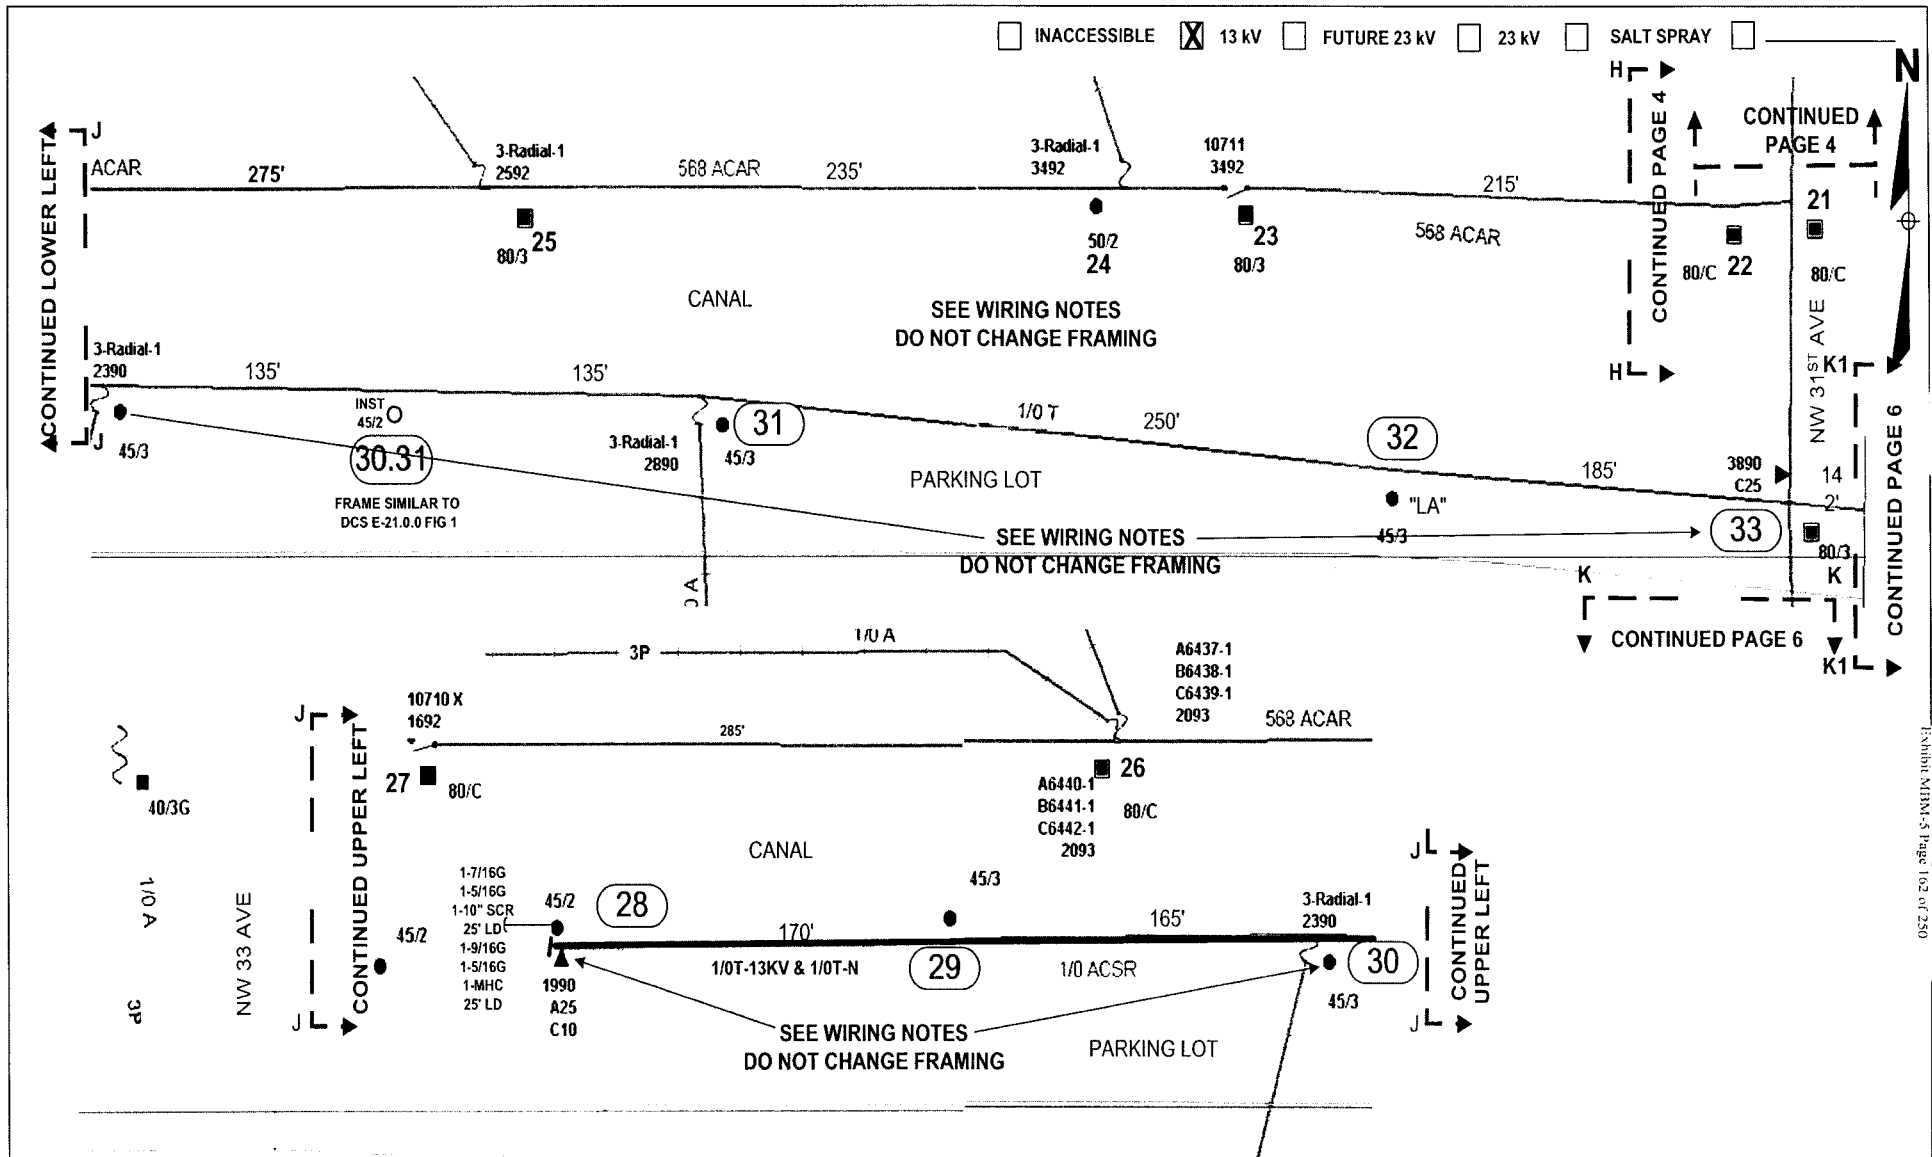 INACCESSIBLE X 13 kV FUTURE 23 kV 23 kV SALT SPRAY
N
H
CONTINUED PAGE 4
H
CONTINUED
PAGE 4
J
CONTINUED LOWER LEFT
J
ACAR
275'
3-Radial-1
2592
568 ACAR
235'
3-Radial-1
3492
10711
3492
215'
568 ACAR
21
80/C
80/C 22
25
80/3
50/2
24
23
80/3
CANAL
SEE WIRING NOTES
DO NOT CHANGE FRAMING
NW 31ST AVE
K1
CONTINUED PAGE 6
K1
3-Radial-1
2390
135'
135'
45/3
INST
45/2
30.31
FRAME SIMILAR TO
DCS E-21.0.0 FIG 1
3-Radial-1
2890
31
45/3
1/0 T
250'
PARKING LOT
32
"LA"
45/3
185'
3890
C25
14
2'
33
80/3
SEE WIRING NOTES
DO NOT CHANGE FRAMING
0 A
K
K
CONTINUED PAGE 6
3P
1/0 A
A6437-1
B6438-1
C6439-1
2093
568 ACAR
J
CONTINUED UPPER LEFT
J
10710 X
1692
285'
27
80/C
26
A6440-1
B6441-1
C6442-1
2093
80/C
40/3G
1/0 A
3P
NW 33 AVE
45/2
CANAL
1-7/16G
1-5/16G
1-10" SCR
25' LD
1-9/16G
1-5/16G
1-MHC
25' LD
45/2
28
170'
45/3
165'
3-Radial-1
2390
J
CONTINUED
UPPER LEFT
J
1/0T-13KV & 1/0T-N
29
1/0 ACSR
30
45/3
1990
A25
C10
SEE WIRING NOTES
DO NOT CHANGE FRAMING
PARKING LOT
Exhibit MBM-5 Page 162 of 250